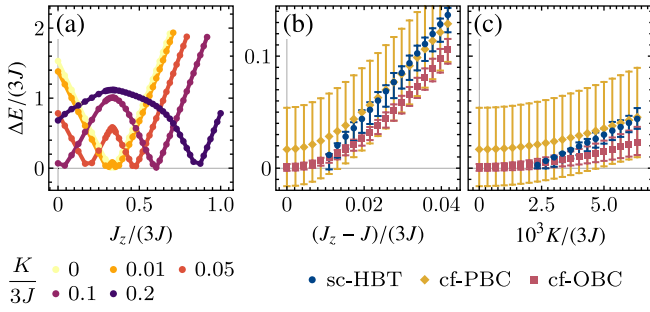 (a)
(b)
(c)
2
1
0
ΔE/(3J)
0.1
0
0 0.5 1.0
0 0.02 0.04
0 2.5 5.0
J_z/(3J)
(J_z − J)/(3J)
10^3 K/(3J)
K/3J
0 0.01 0.05
0.1 0.2
sc-HBT cf-PBC cf-OBC